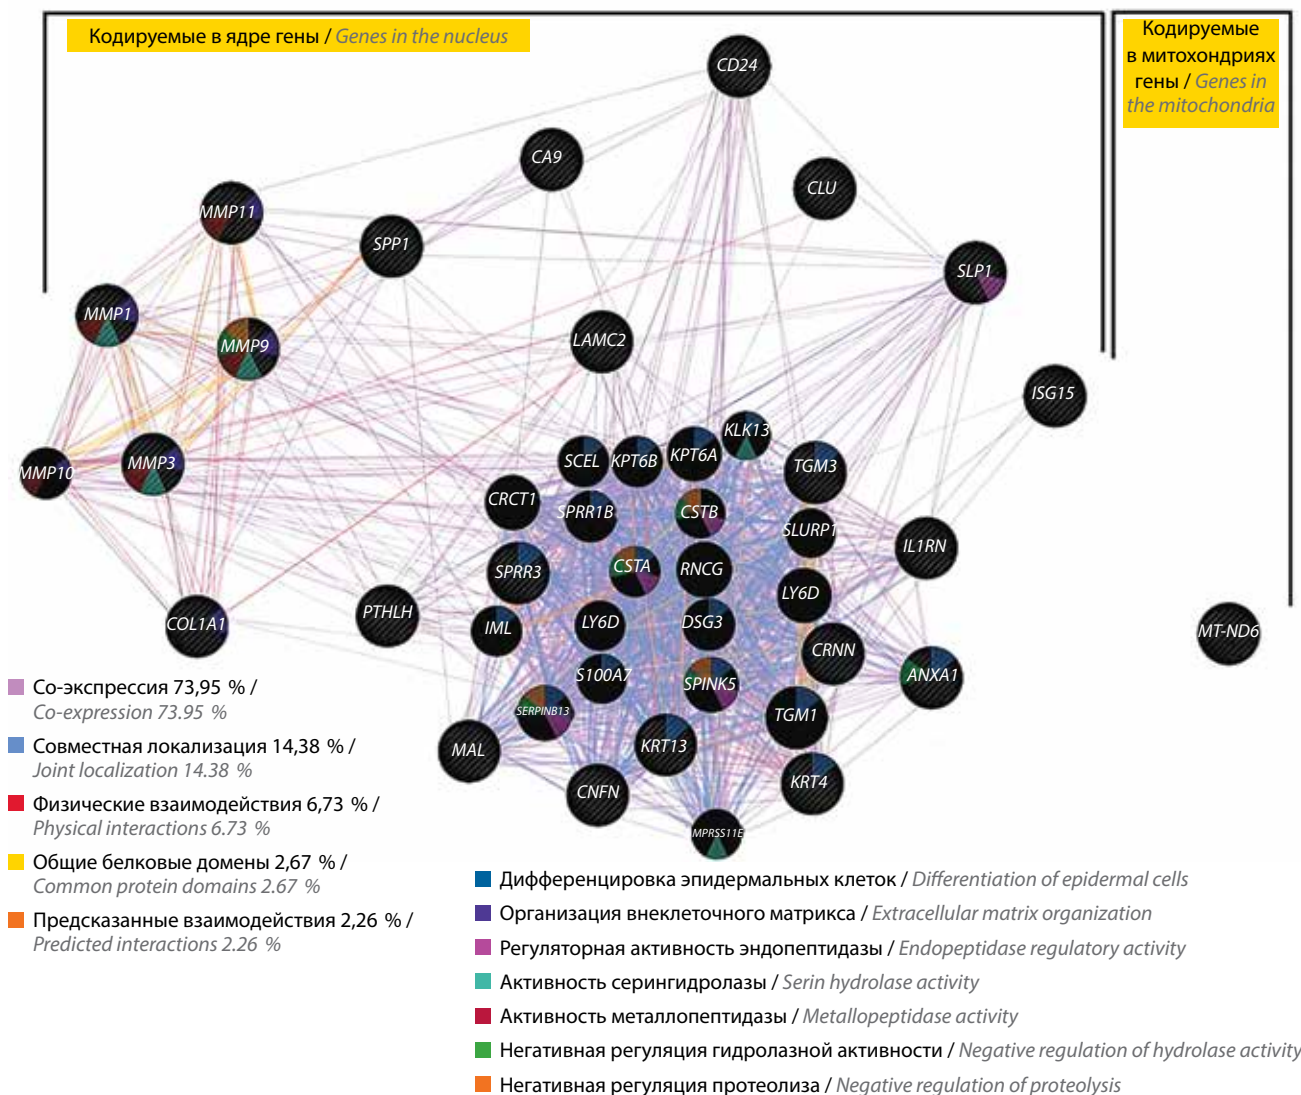 Кодируемые в ядре гены / Genes in the nucleus
Кодируемые
в митохондриях
гены / Genes in
the mitochondria
CD24
CA9
CLU
MMP11
SPP1
SLP1
MMP1
MMP9
LAMC2
ISG15
KLK13
MMP10
MMP3
SCEL
KPT6B
KPT6A
TGM3
CRCT1
SPRR1B
CSTB
SLURP1
IL1RN
SPRR3
CSTA
RNCG
LY6D
COL1A1
PTHLH
IML
LY6D
DSG3
CRNN
MT-ND6
S100A7
SPINK5
ANXA1
SERPINB13
TGM1
MAL
KRT13
KRT4
CNFN
MPRSS11E
Со-экспрессия 73,95 % /
Co-expression 73.95 %
Совместная локализация 14,38 % /
Joint localization 14.38 %
Физические взаимодействия 6,73 % /
Physical interactions 6.73 %
Общие белковые домены 2,67 % /
Common protein domains 2.67 %
Предсказанные взаимодействия 2,26 % /
Predicted interactions 2.26 %
Дифференцировка эпидермальных клеток / Differentiation of epidermal cells
Организация внеклеточного матрикса / Extracellular matrix organization
Регуляторная активность эндопептидазы / Endopeptidase regulatory activity
Активность серингидролазы / Serin hydrolase activity
Активность металлопептидазы / Metallopeptidase activity
Негативная регуляция гидролазной активности / Negative regulation of hydrolase activity
Негативная регуляция протеолиза / Negative regulation of proteolysis